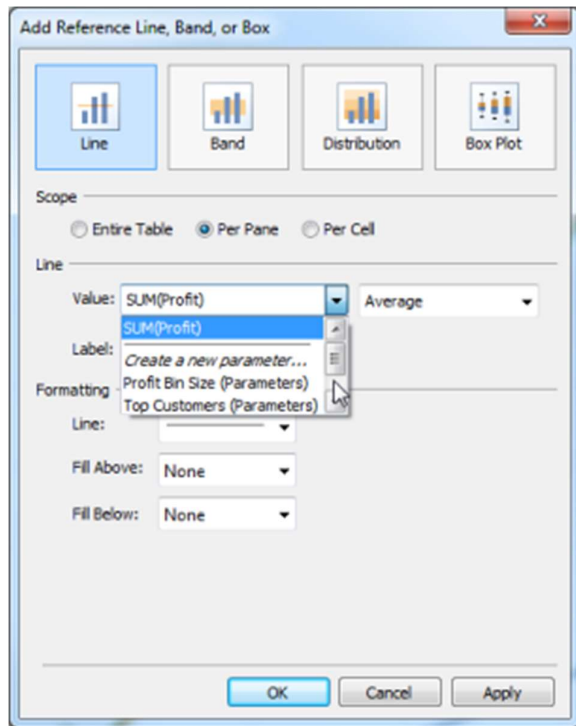 Add Reference Line, Band, or Box
Line
Band
Distribution
Box Plot
Scope
Entire Table
Per Pane
Per Cell
Line
Value: SUM(Profit)
Average
SUM(Profit)
Label:
Create a new parameter...
Profit Bin Size (Parameters)
Formatting
Top Customers (Parameters)
Line:
Fill Above: None
Fill Below: None
OK
Cancel
Apply